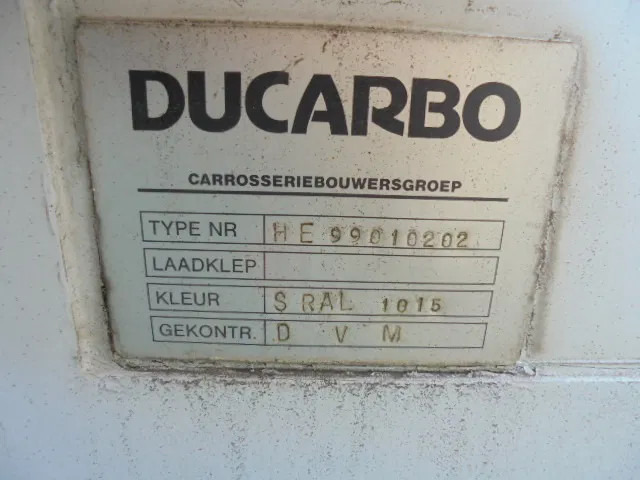 DUCARBO
CARROSSERIEBOUWERSGROEP
TYPE NR HE 99010202
LAADKLEP
KLEUR S RAL 1015
GEKONTR. D V M